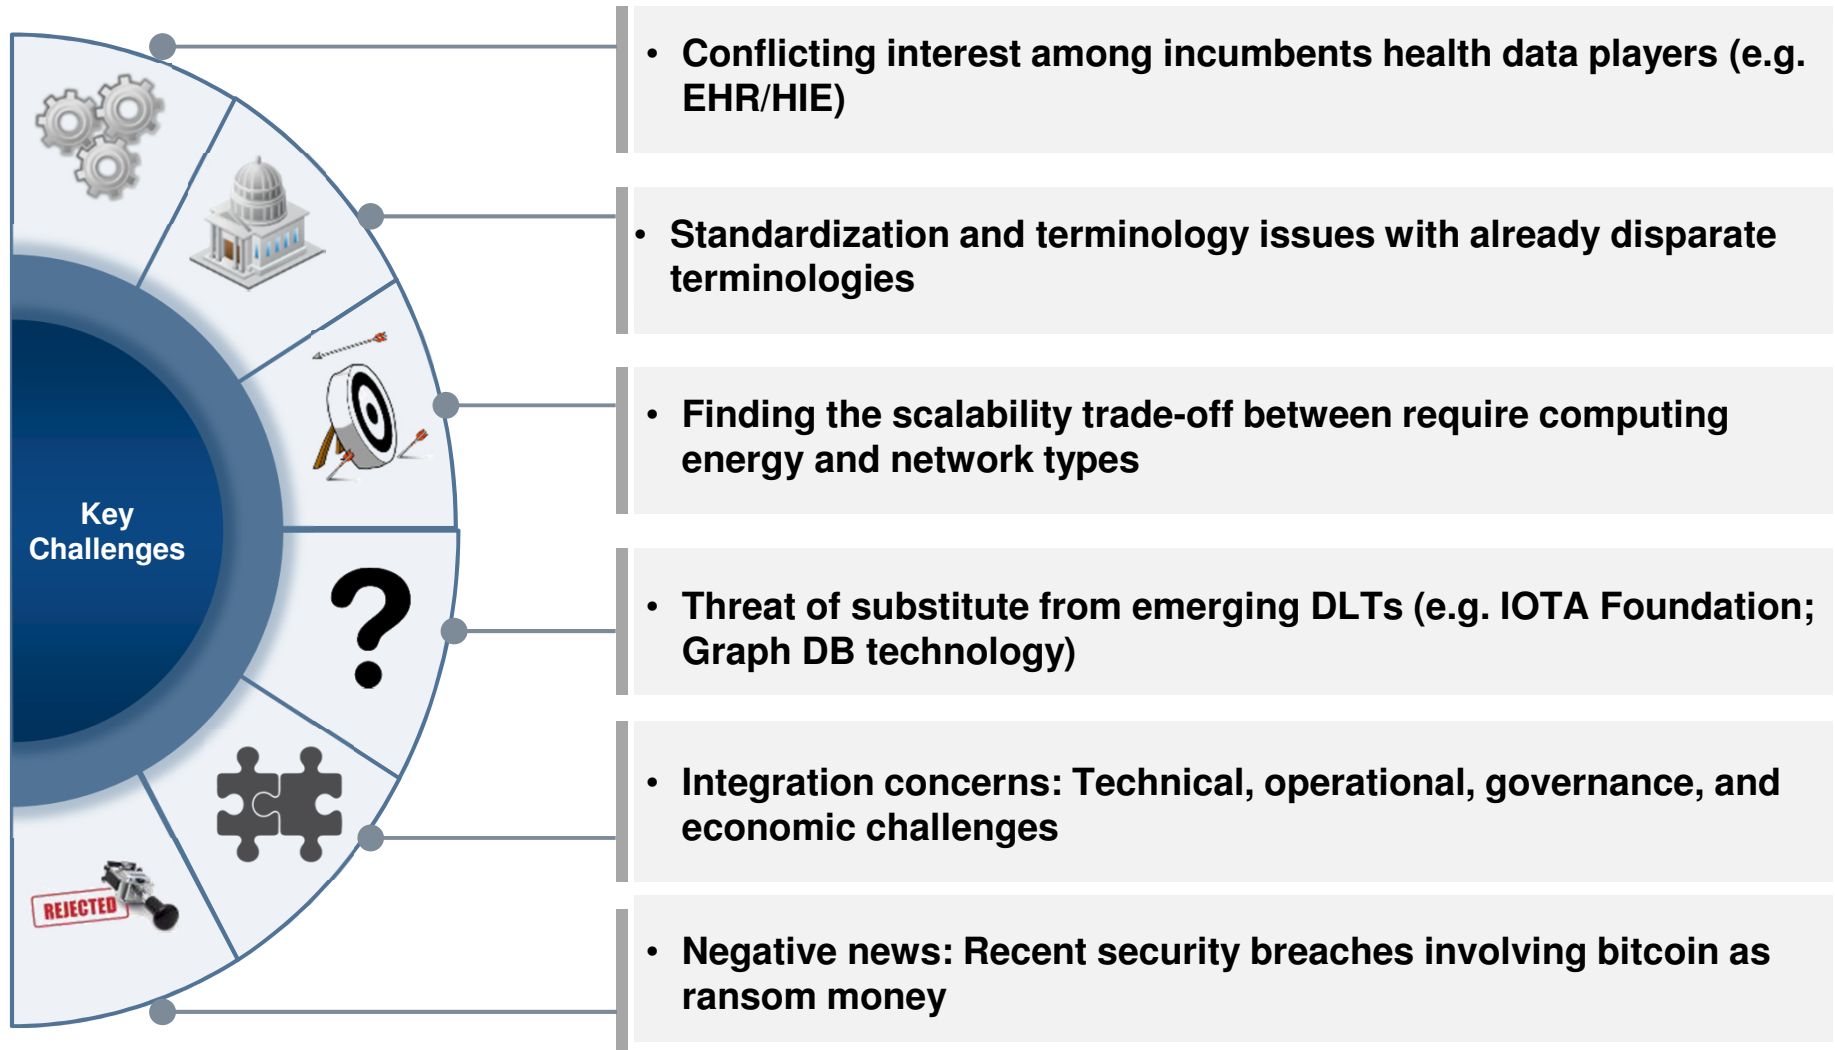 • Conflicting interest among incumbents health data players (e.g.
EHR/HIE)
• Standardization and terminology issues with already disparate
terminologies
• Finding the scalability trade-off between require computing
energy and network types
Key
Challenges
• Threat of substitute from emerging DLTs (e.g. IOTA Foundation;
Graph DB technology)
• Integration concerns: Technical, operational, governance, and
economic challenges
REJECTED
• Negative news: Recent security breaches involving bitcoin as
ransom money